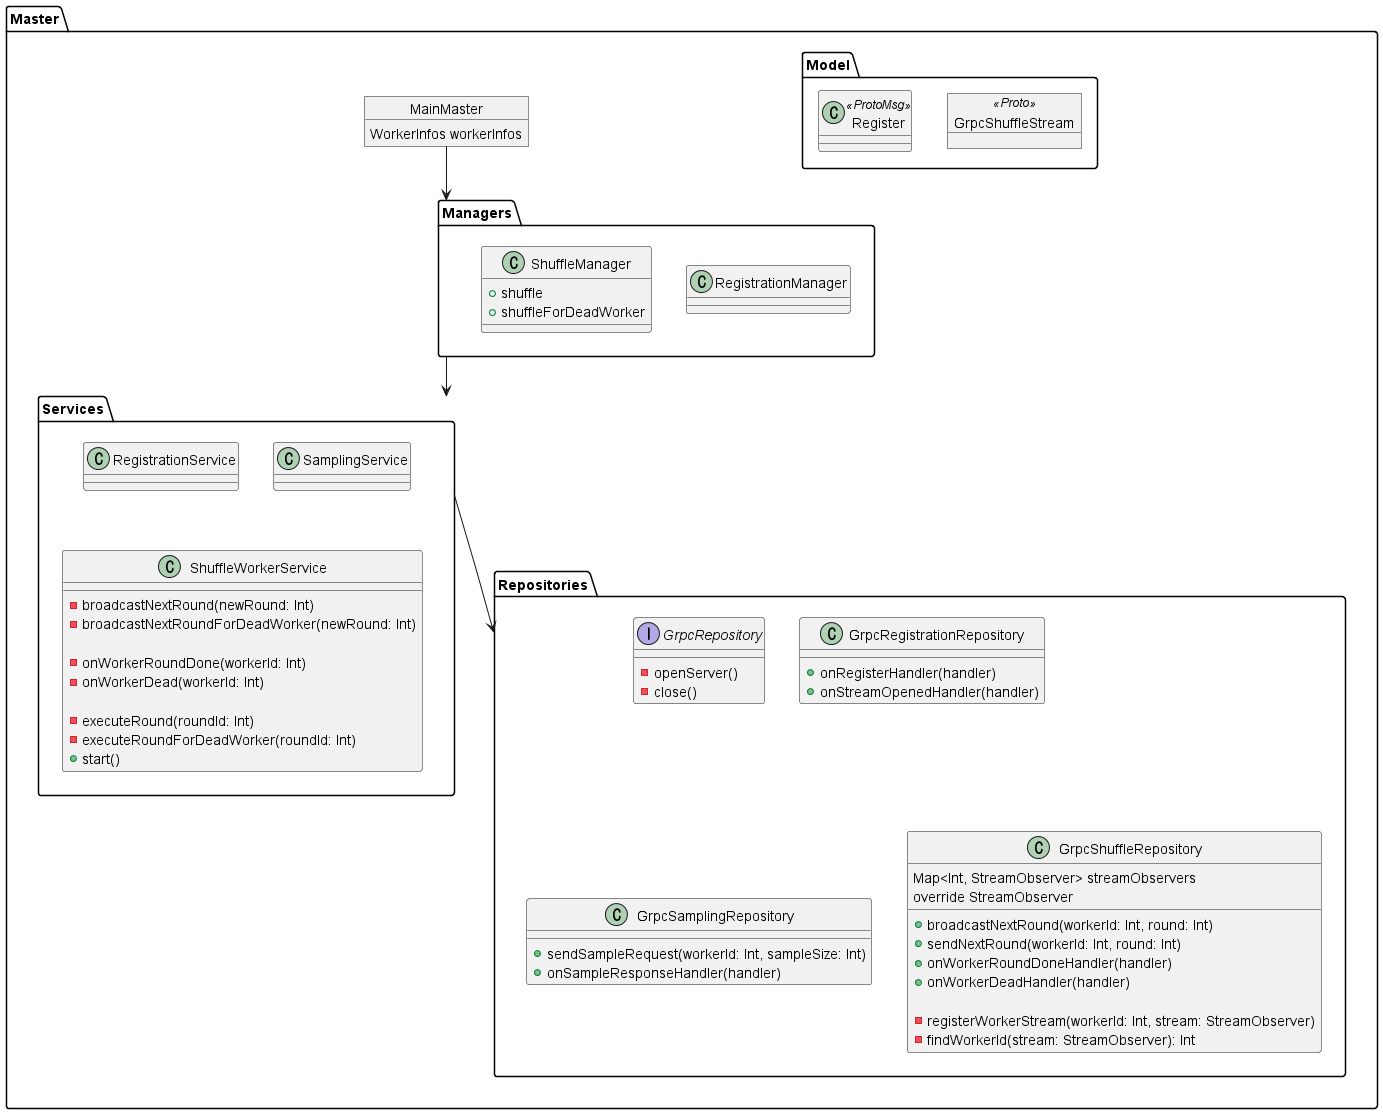 Master
Model
C «ProtoMsg»
Register
«Proto»
GrpcShuffleStream
MainMaster
WorkerInfos workerInfos
Managers
C ShuffleManager
shuffle
shuffleForDeadWorker
C RegistrationManager
Services
C RegistrationService
C SamplingService
C ShuffleWorkerService
broadcastNextRound(newRound: Int)
broadcastNextRoundForDeadWorker(newRound: Int)
onWorkerRoundDone(workerId: Int)
onWorkerDead(workerId: Int)
executeRound(roundId: Int)
executeRoundForDeadWorker(roundId: Int)
start()
Repositories
I GrpcRepository
openServer()
close()
C GrpcRegistrationRepository
onRegisterHandler(handler)
onStreamOpenedHandler(handler)
C GrpcSamplingRepository
sendSampleRequest(workerId: Int, sampleSize: Int)
onSampleResponseHandler(handler)
C GrpcShuffleRepository
Map<Int, StreamObserver> streamObservers
override StreamObserver
broadcastNextRound(workerId: Int, round: Int)
sendNextRound(workerId: Int, round: Int)
onWorkerRoundDoneHandler(handler)
onWorkerDeadHandler(handler)
registerWorkerStream(workerId: Int, stream: StreamObserver)
findWorkerId(stream: StreamObserver): Int